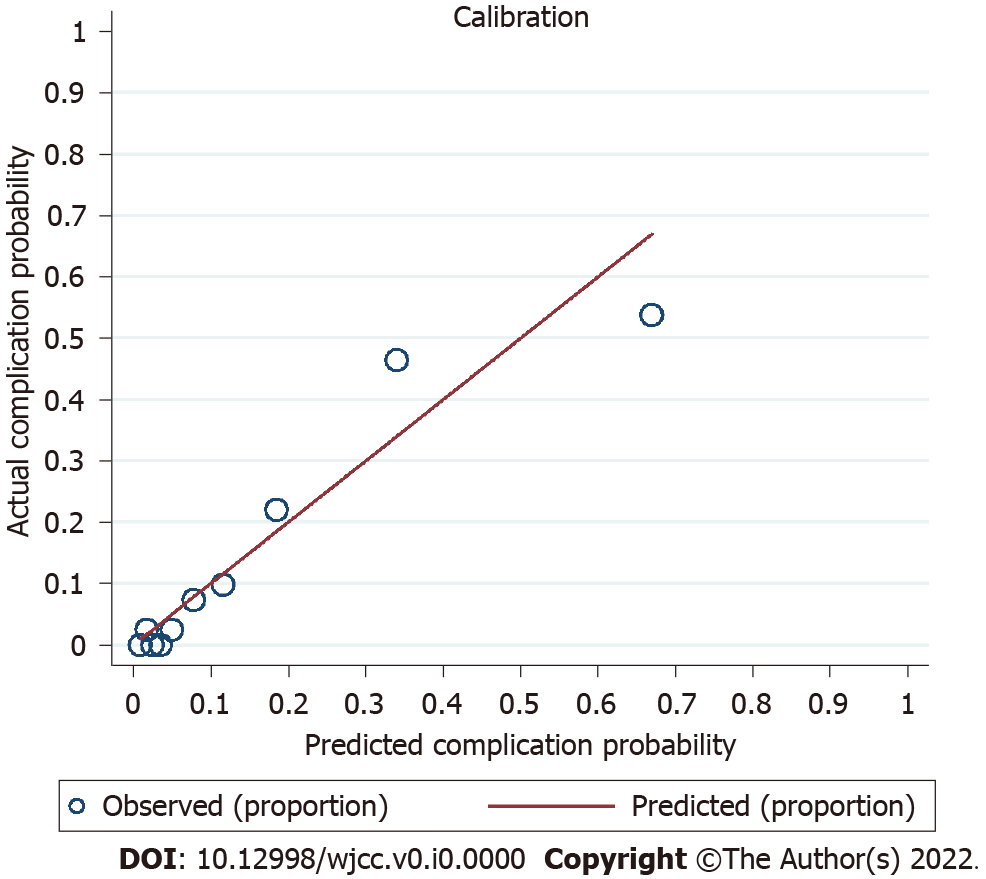 Calibration
Actual complication probability
1
0.9
0.8
0.7
0.6
0.5
0.4
0.3
0.2
0.1
0
0 0.1 0.2 0.3 0.4 0.5 0.6 0.7 0.8 0.9 1
Predicted complication probability
Observed (proportion) Predicted (proportion)
DOI: 10.12998/wjcc.v0.i0.0000 Copyright ©The Author(s) 2022.